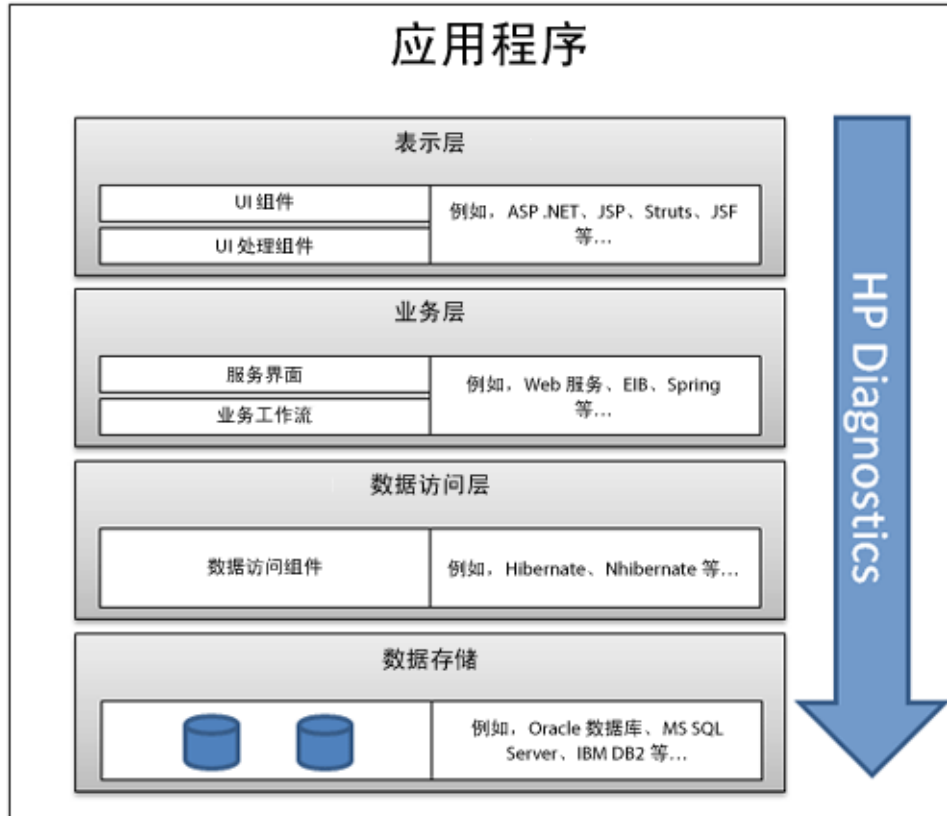 应用程序
表示层
UI 组件
UI 处理组件
例如，ASP .NET、JSP、Struts、JSF
等...
业务层
服务界面
业务工作流
例如，Web 服务、EIB、Spring
等...
数据访问层
数据访问组件
例如，Hibernate、Nhibernate 等...
数据存储
例如，Oracle 数据库、MS SQL
Server、IBM DB2 等...
HP Diagnostics